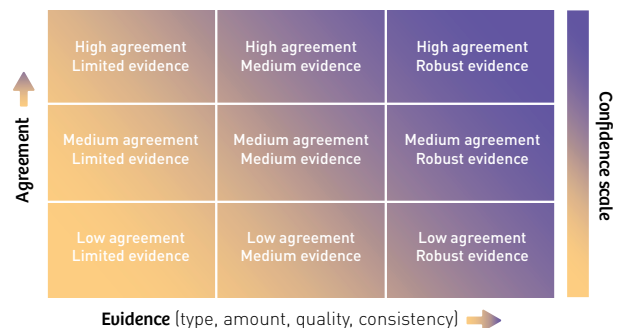 High agreement
Limited evidence
High agreement
Medium evidence
High agreement
Robust evidence
Medium agreement
Limited evidence
Medium agreement
Medium evidence
Medium agreement
Robust evidence
Low agreement
Limited evidence
Low agreement
Medium evidence
Low agreement
Robust evidence
Agreement
Confidence scale
Evidence (type, amount, quality, consistency)